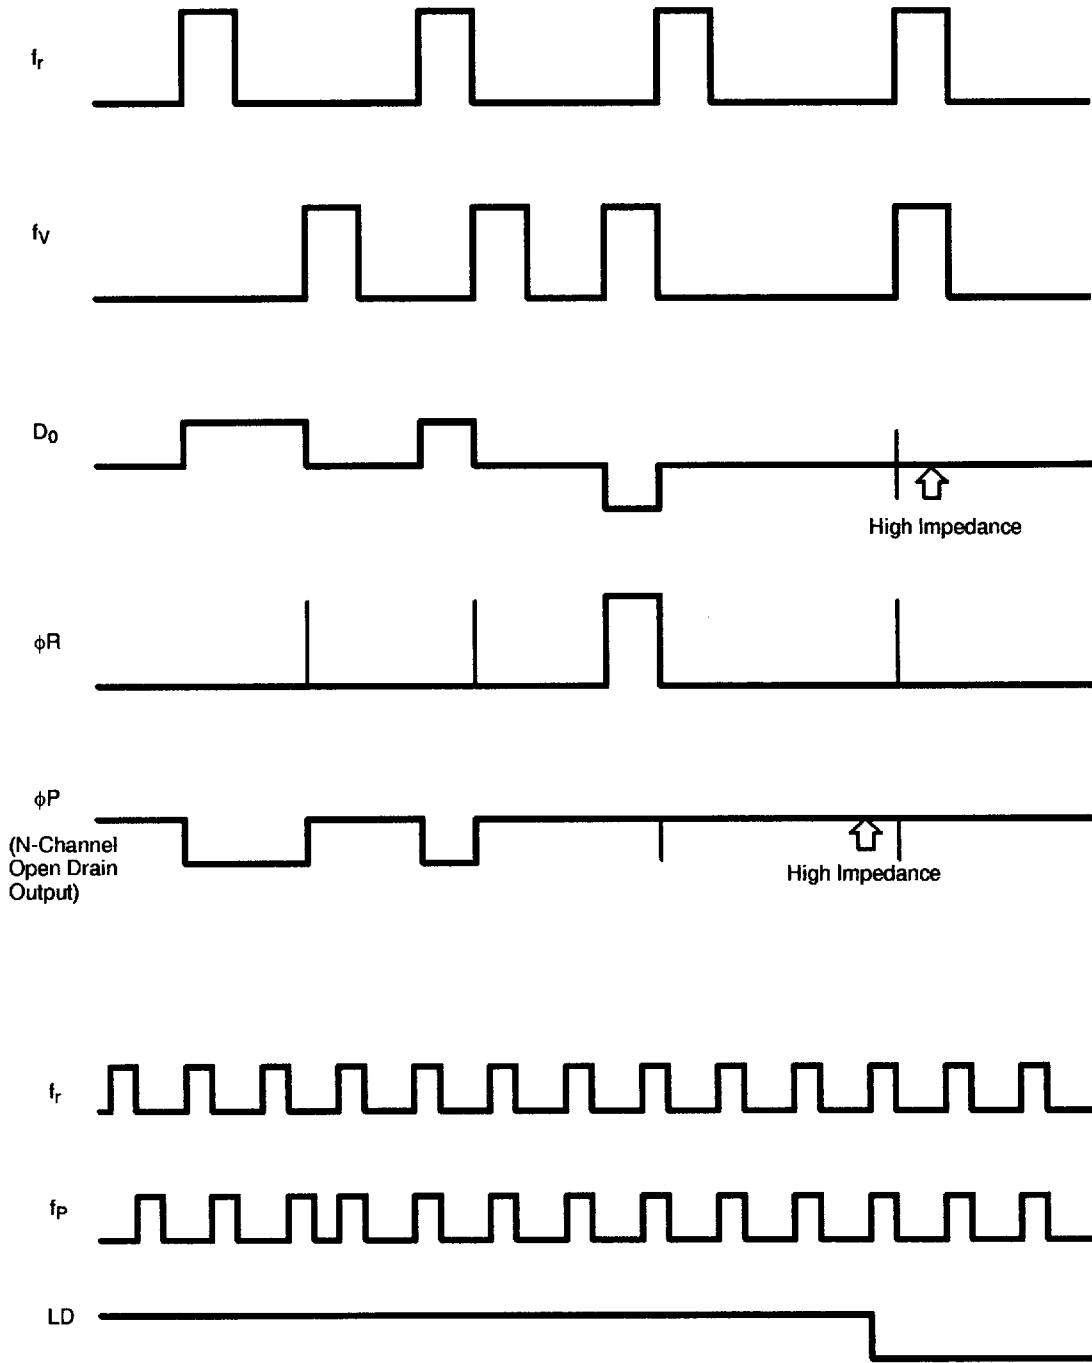 fr
fV
D0
High Impedance
ϕR
ϕP
(N-Channel
Open Drain
Output)
High Impedance
fr
fP
LD